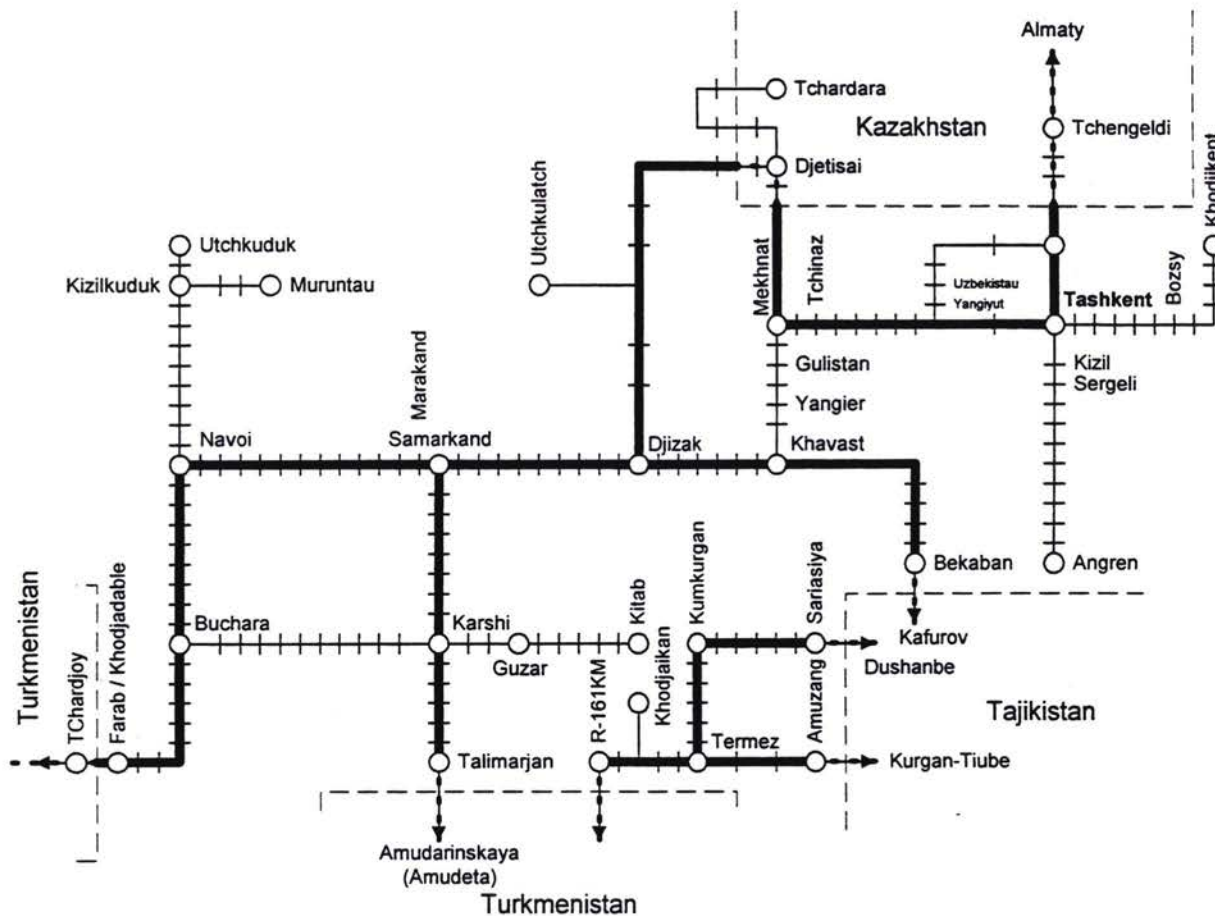 Almaty
Tchardara
Kazakhstan
Tchengeldi
Khodjikent
Djetisai
Utchkulatch
Utchkuduk
Mekhnat
Tchinaz
Uzbekistau
Yangiyut
Tashkent
Bozsy
Kizilkuduk
Muruntau
Gulistan
Kizil
Sergeli
Marakand
Yangier
Navoi
Samarkand
Djizak
Khavast
Bekaban
Angren
Turkmenistan
TChardjoy
Farab / Khodjadable
Buchara
Karshi
Guzar
Kitab
Khodjaikan
R-161KM
Kumkurgan
Sariasiya
Kafurov
Dushanbe
Amuzang
Tajikistan
Talimarjan
Termez
Kurgan-Tiube
Amudarinskaya
(Amudeta)
Turkmenistan